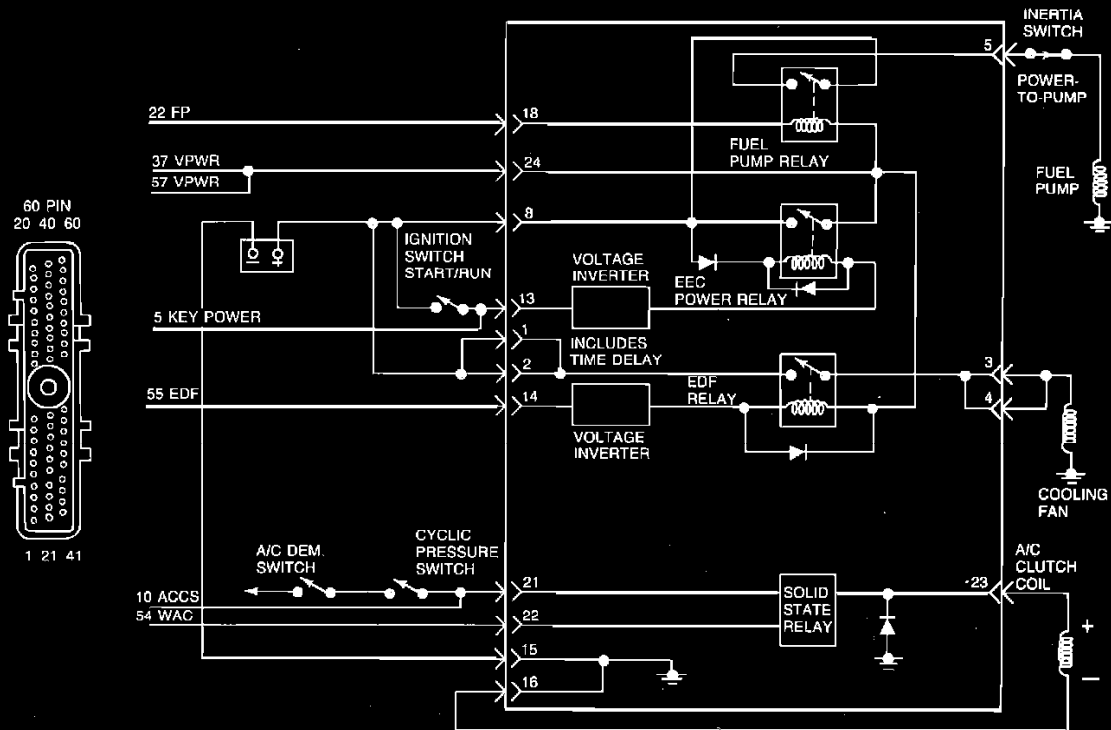 INERTIA
SWITCH
5
POWER-
TO-PUMP
22 FP
18
FUEL
PUMP RELAY
37 VPWR
24
57 VPWR
FUEL
PUMP
60 PIN
20 40 60
8
IGNITION
SWITCH
START/RUN
VOLTAGE
INVERTER
EEC
POWER RELAY
13
5 KEY POWER
1
INCLUDES
TIME DELAY
2
3
55 EDF
14
EDF
RELAY
4
VOLTAGE
INVERTER
COOLING
FAN
1 21 41
A/C DEM.
SWITCH
CYCLIC
PRESSURE
SWITCH
A/C
CLUTCH
COIL
21
23
10 ACCS
SOLID
STATE
RELAY
54 WAC
22
+
15
−
16